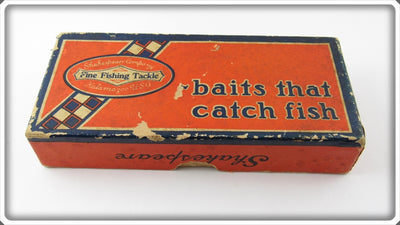 Shakespeare Company
Fine Fishing Tackle
Kalamazoo U.S.A.
baits that
catch fish
Shakespeare